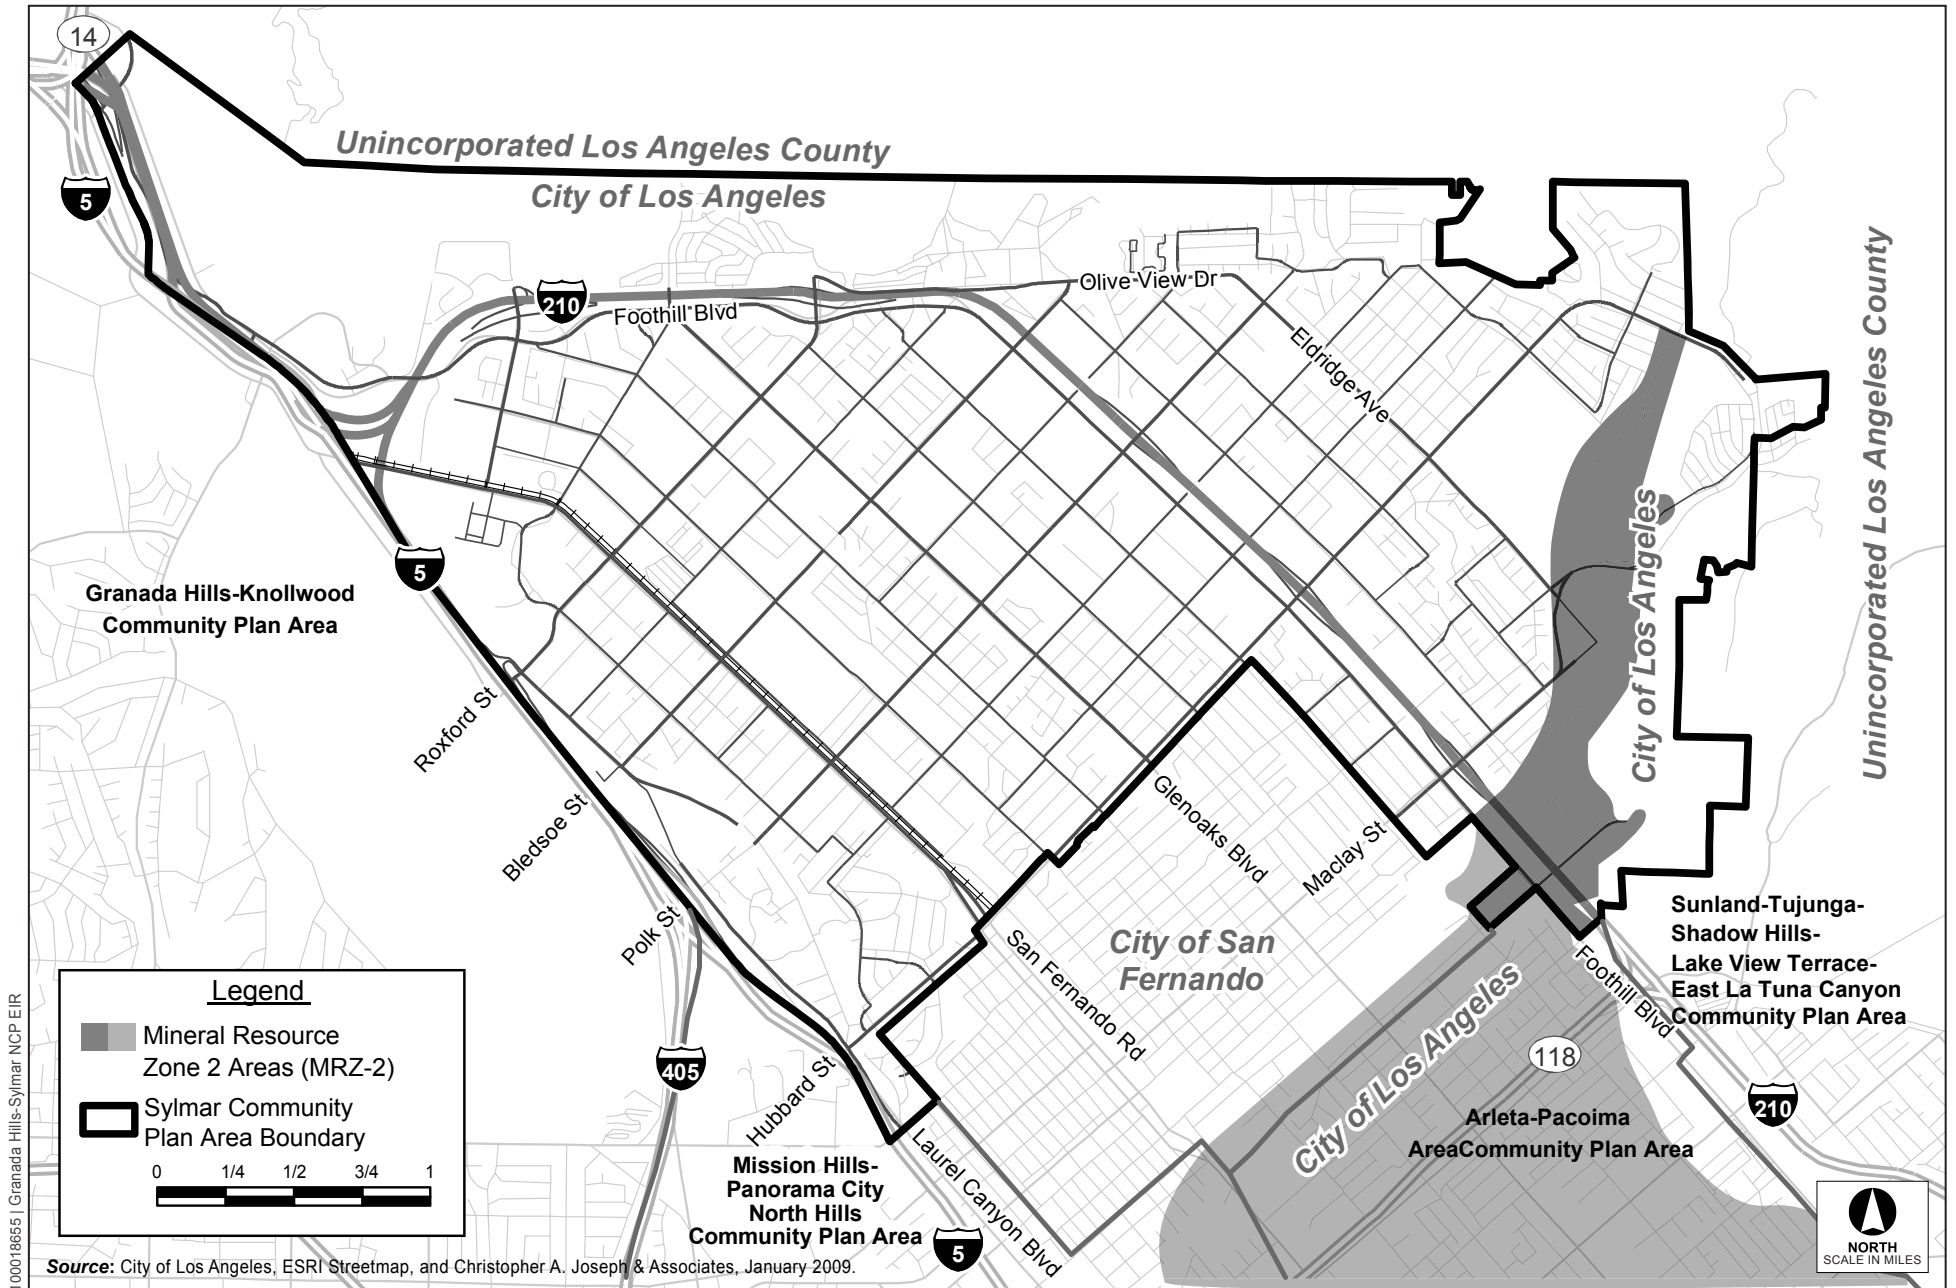 14
Unincorporated Los Angeles County
City of Los Angeles
5
210
Foothill Blvd
Olive View Dr
Eldridge Ave
Unincorporated Los Angeles County
City of Los Angeles
5
Granada Hills-Knollwood
Community Plan Area
Roxford St
Bledsoe St
Polk St
Hubbard St
Glenoaks Blvd
Maclay St
San Fernando Rd
City of San
Fernando
Laurel Canyon Blvd
City of Los Angeles
Foothill Blvd
Sunland-Tujunga-
Shadow Hills-
Lake View Terrace-
East La Tuna Canyon
Community Plan Area
118
210
Arleta-Pacoima
AreaCommunity Plan Area
405
Mission Hills-
Panorama City
North Hills
Community Plan Area
5
Legend
Mineral Resource
Zone 2 Areas (MRZ-2)
Sylmar Community
Plan Area Boundary
0 1/4 1/2 3/4 1
NORTH
SCALE IN MILES
Source: City of Los Angeles, ESRI Streetmap, and Christopher A. Joseph & Associates, January 2009.
100018655 | Granada Hills-Sylmar NCP EIR